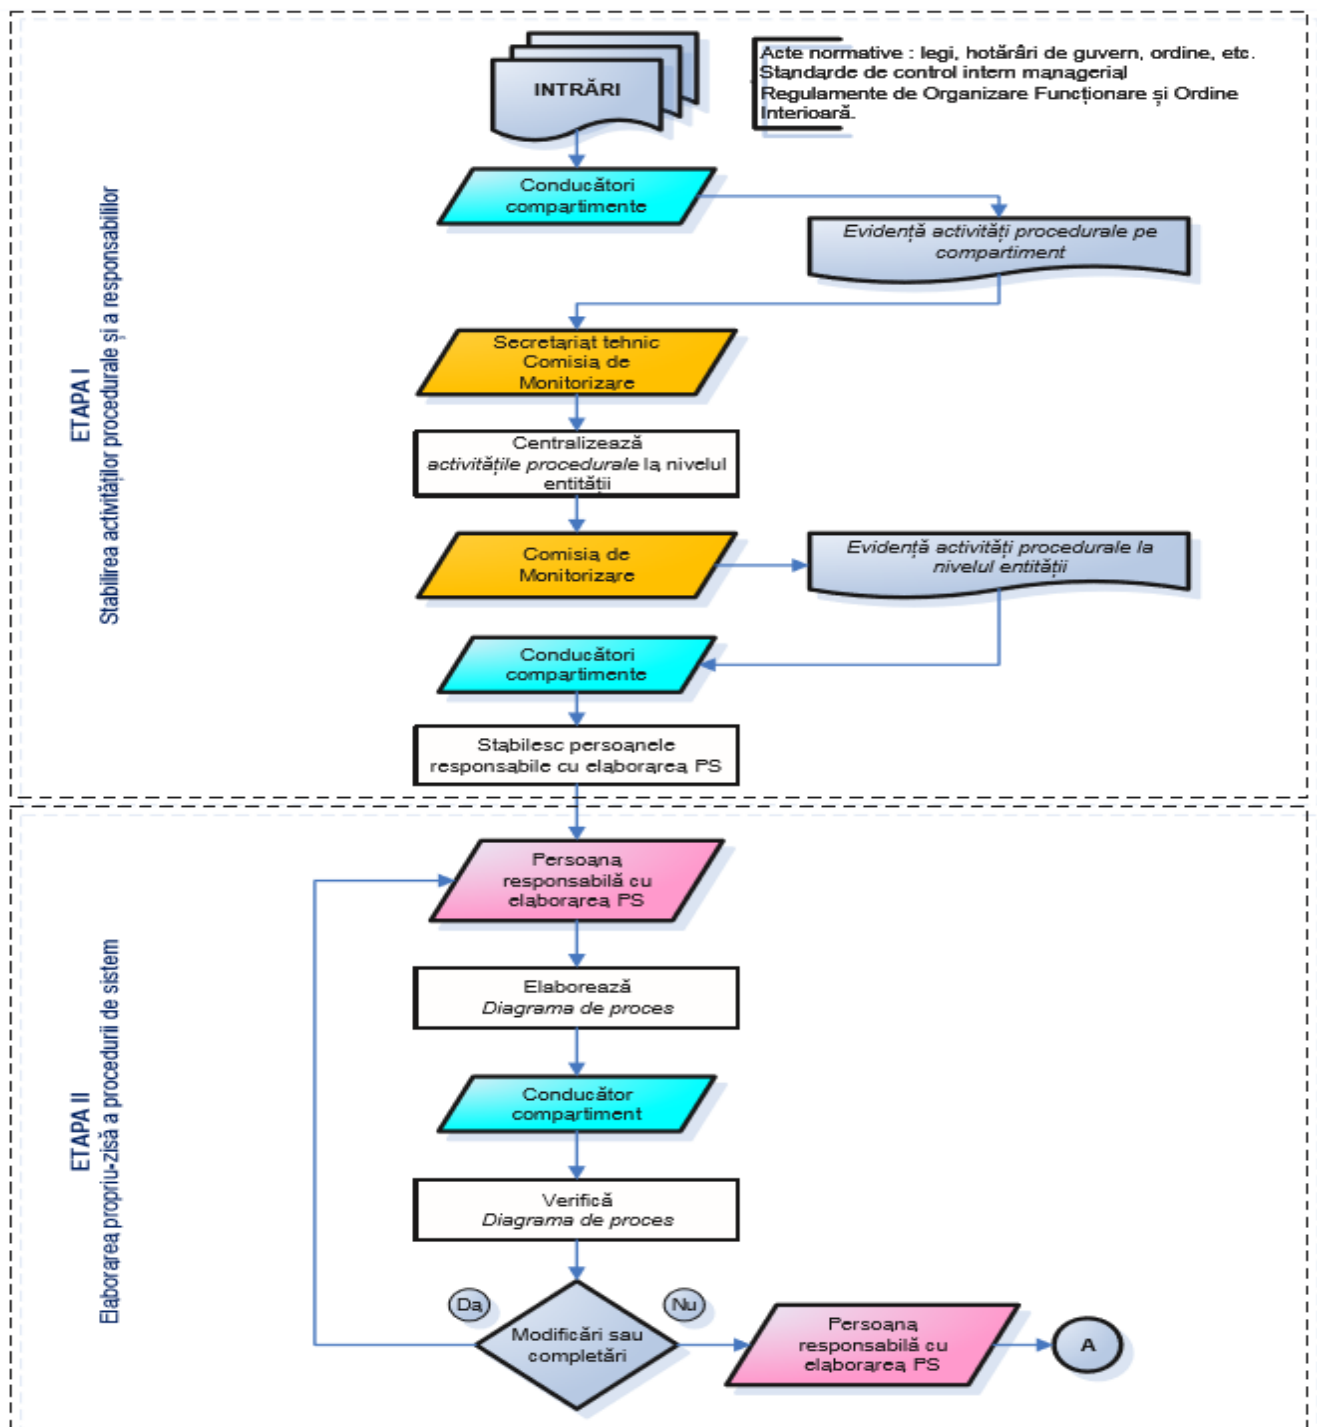 INTRĂRI
Acte normative : legi, hotărâri de guvern, ordine, etc.
Standarde de control intern managerial
Regulamente de Organizare Funcționare și Ordine
Interioară.
ETAPA I
Stabilirea activităților procedurale și a responsabililor
Conducători
compartimente
Evidență activități procedurale pe
compartiment
Secretariat tehnic
Comisia de
Monitorizare
Centralizează
activitățile procedurale la nivelul
entității
Comisia de
Monitorizare
Evidență activități procedurale la
nivelul entității
Conducători
compartimente
Stabilesc persoanele
responsabile cu elaborarea PS
ETAPA II
Elaborarea propriu-zisă a procedurii de sistem
Persoana
responsabilă cu
elaborarea PS
Elaborează
Diagrama de proces
Conducător
compartiment
Verifică
Diagrama de proces
Da
Modificări sau
completări
Nu
Persoana
responsabilă cu
elaborarea PS
A